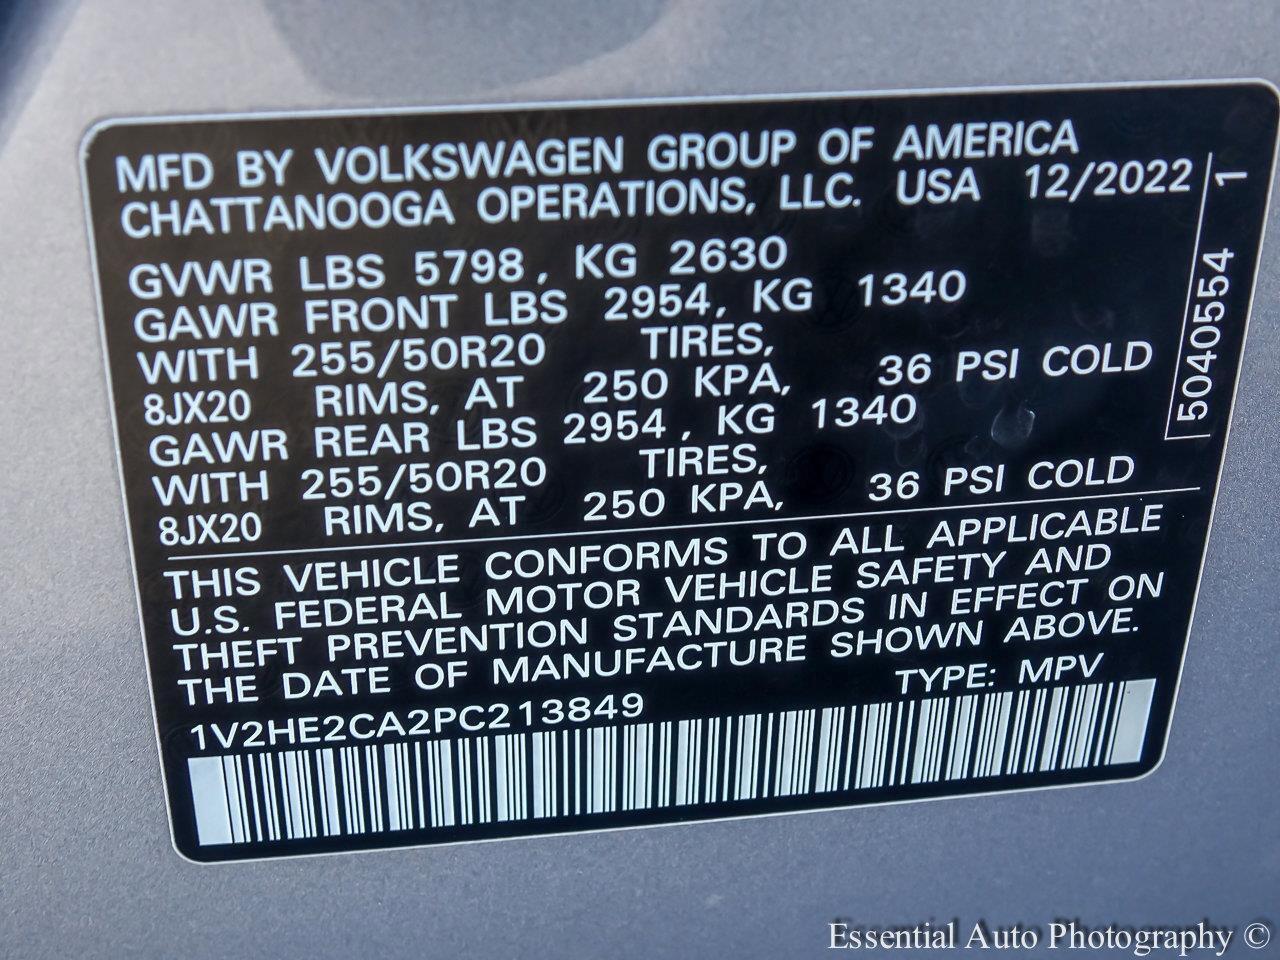 MFD BY VOLKSWAGEN GROUP OF AMERICA
CHATTANOOGA OPERATIONS, LLC. USA 12/2022
GVWR LBS 5798, KG 2630
GAWR FRONT LBS 2954, KG 1340
WITH 255/50R20 TIRES,
8JX20 RIMS, AT 250 KPA, 36 PSI COLD
GAWR REAR LBS 2954, KG 1340
WITH 255/50R20 TIRES,
8JX20 RIMS, AT 250 KPA, 36 PSI COLD
THIS VEHICLE CONFORMS TO ALL APPLICABLE
U.S. FEDERAL MOTOR VEHICLE SAFETY AND
THEFT PREVENTION STANDARDS IN EFFECT ON
THE DATE OF MANUFACTURE SHOWN ABOVE.
1V2HE2CA2PC213849 TYPE: MPV
5040554 1
Essential Auto Photography ©